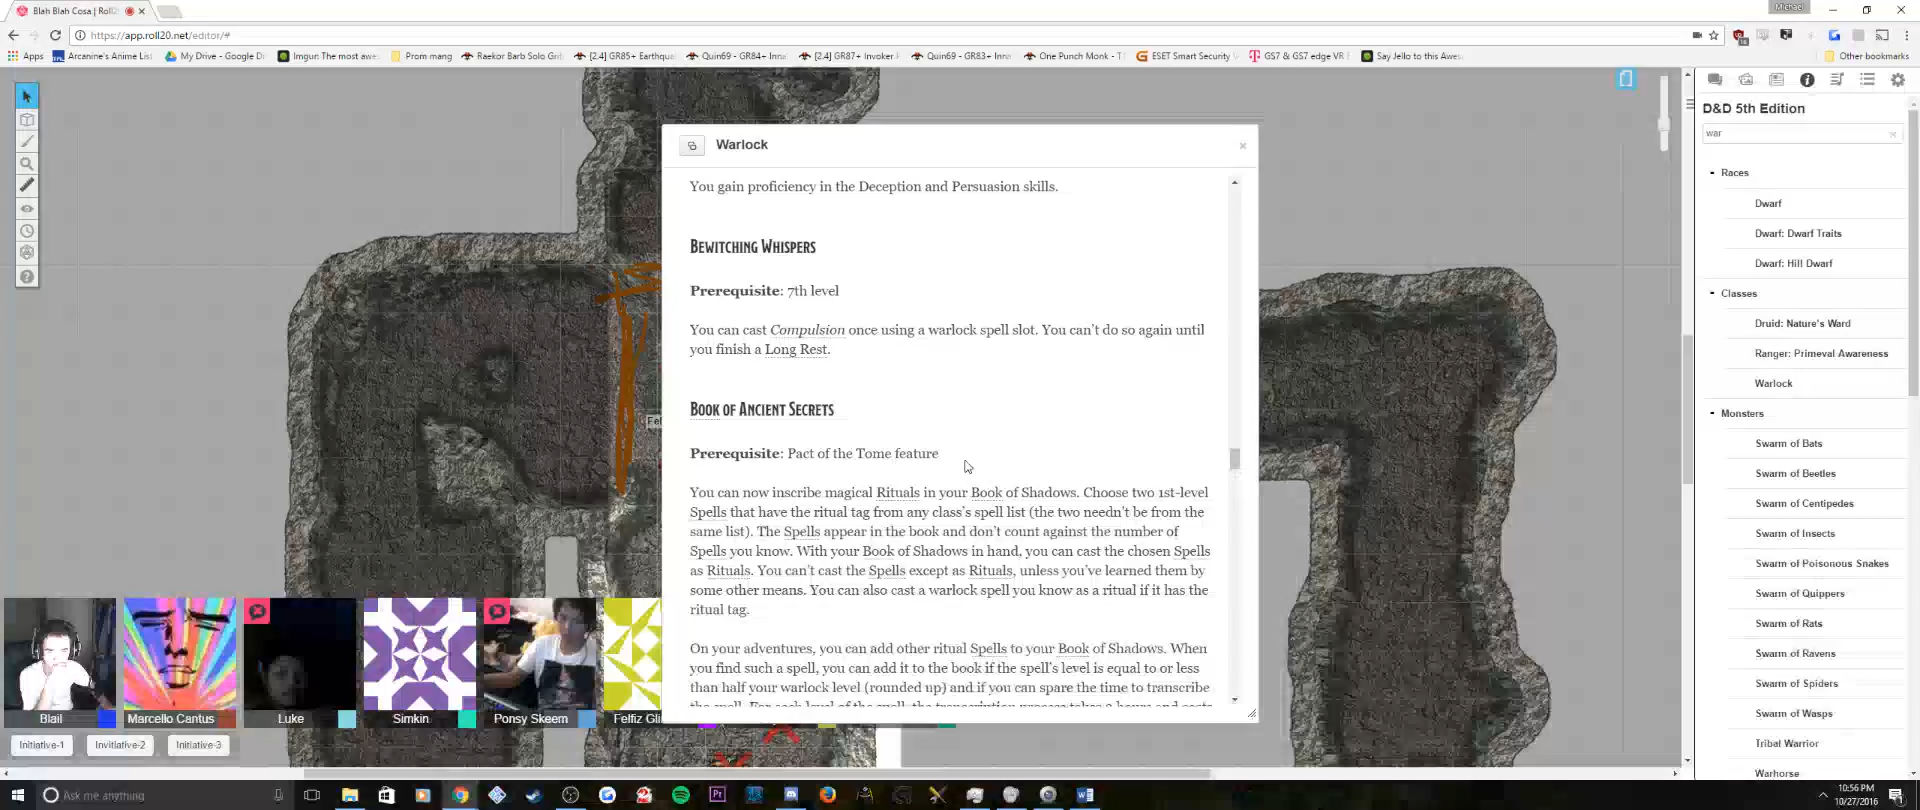 Blah Blah Cosa | Roll2
Michael
https://app.roll20.net/editor/#
Apps
Arcanine's Anime List
My Drive - Google Dr
Imgur: The most awe
Prom mang
Raekor Barb Solo Grif
[2.4] GR85+ Earthqua
Quin69 - GR84+ Inna
[2.4] GR87+ Invoker
Quin69 - GR83+ Inna
One Punch Monk - T1
ESET Smart Security
GS7 & GS7 edge VR
Say Jello to this Awes
Other bookmarks
Warlock
You gain proficiency in the Deception and Persuasion skills.
Bewitching Whispers
Prerequisite: 7th level
You can cast Compulsion once using a warlock spell slot. You can't do so again until
you finish a Long Rest.
Book of Ancient Secrets
Prerequisite: Pact of the Tome feature
You can now inscribe magical Rituals in your Book of Shadows. Choose two 1st-level
Spells that have the ritual tag from any class's spell list (the two needn't be from the
same list). The Spells appear in the book and don't count against the number of
Spells you know. With your Book of Shadows in hand, you can cast the chosen Spells
as Rituals. You can't cast the Spells except as Rituals, unless you've learned them by
some other means. You can also cast a warlock spell you know as a ritual if it has the
ritual tag.
On your adventures, you can add other ritual Spells to your Book of Shadows. When
you find such a spell, you can add it to the book if the spell's level is equal to or less
than half your warlock level (rounded up) and if you can spare the time to transcribe
Fel
D&D 5th Edition
war
Races
Dwarf
Dwarf: Dwarf Traits
Dwarf: Hill Dwarf
Classes
Druid: Nature's Ward
Ranger: Primeval Awareness
Warlock
Monsters
Swarm of Bats
Swarm of Beetles
Swarm of Centipedes
Swarm of Insects
Swarm of Poisonous Snakes
Swarm of Quippers
Swarm of Rats
Swarm of Ravens
Swarm of Spiders
Swarm of Wasps
Tribal Warrior
Warhorse
Blail
Marcello Cantus
Luke
Simkin
Ponsy Skeem
Felfiz Gli
Initiative-1
Invitiative-2
Initiative-3
Ask me anything
10:56 PM
10/27/2016